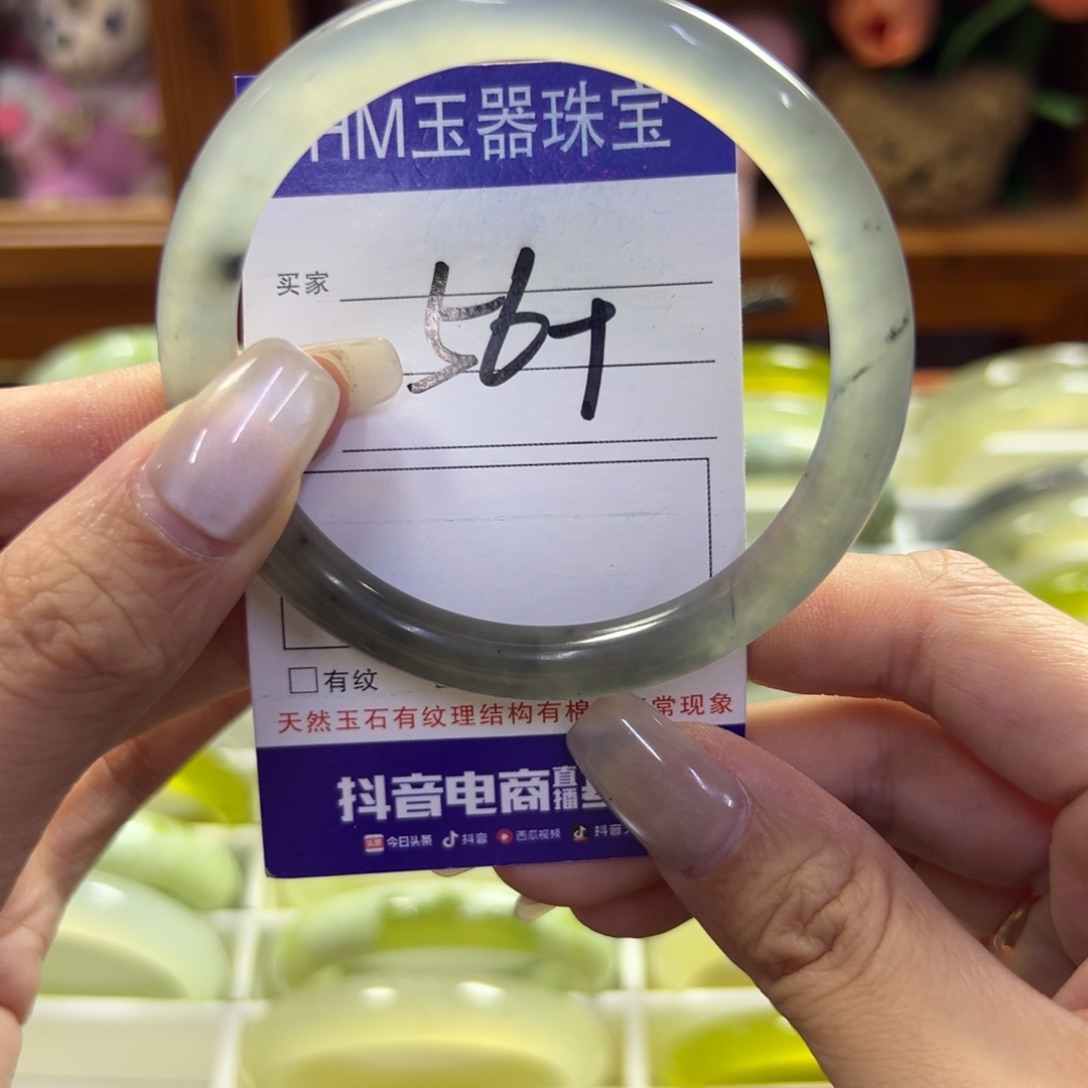 HM玉器珠宝
买家
564
有纹
天然玉石有纹理结构有棉 常现象
抖音电商直播
今日头条 抖音 西瓜视频 抖音